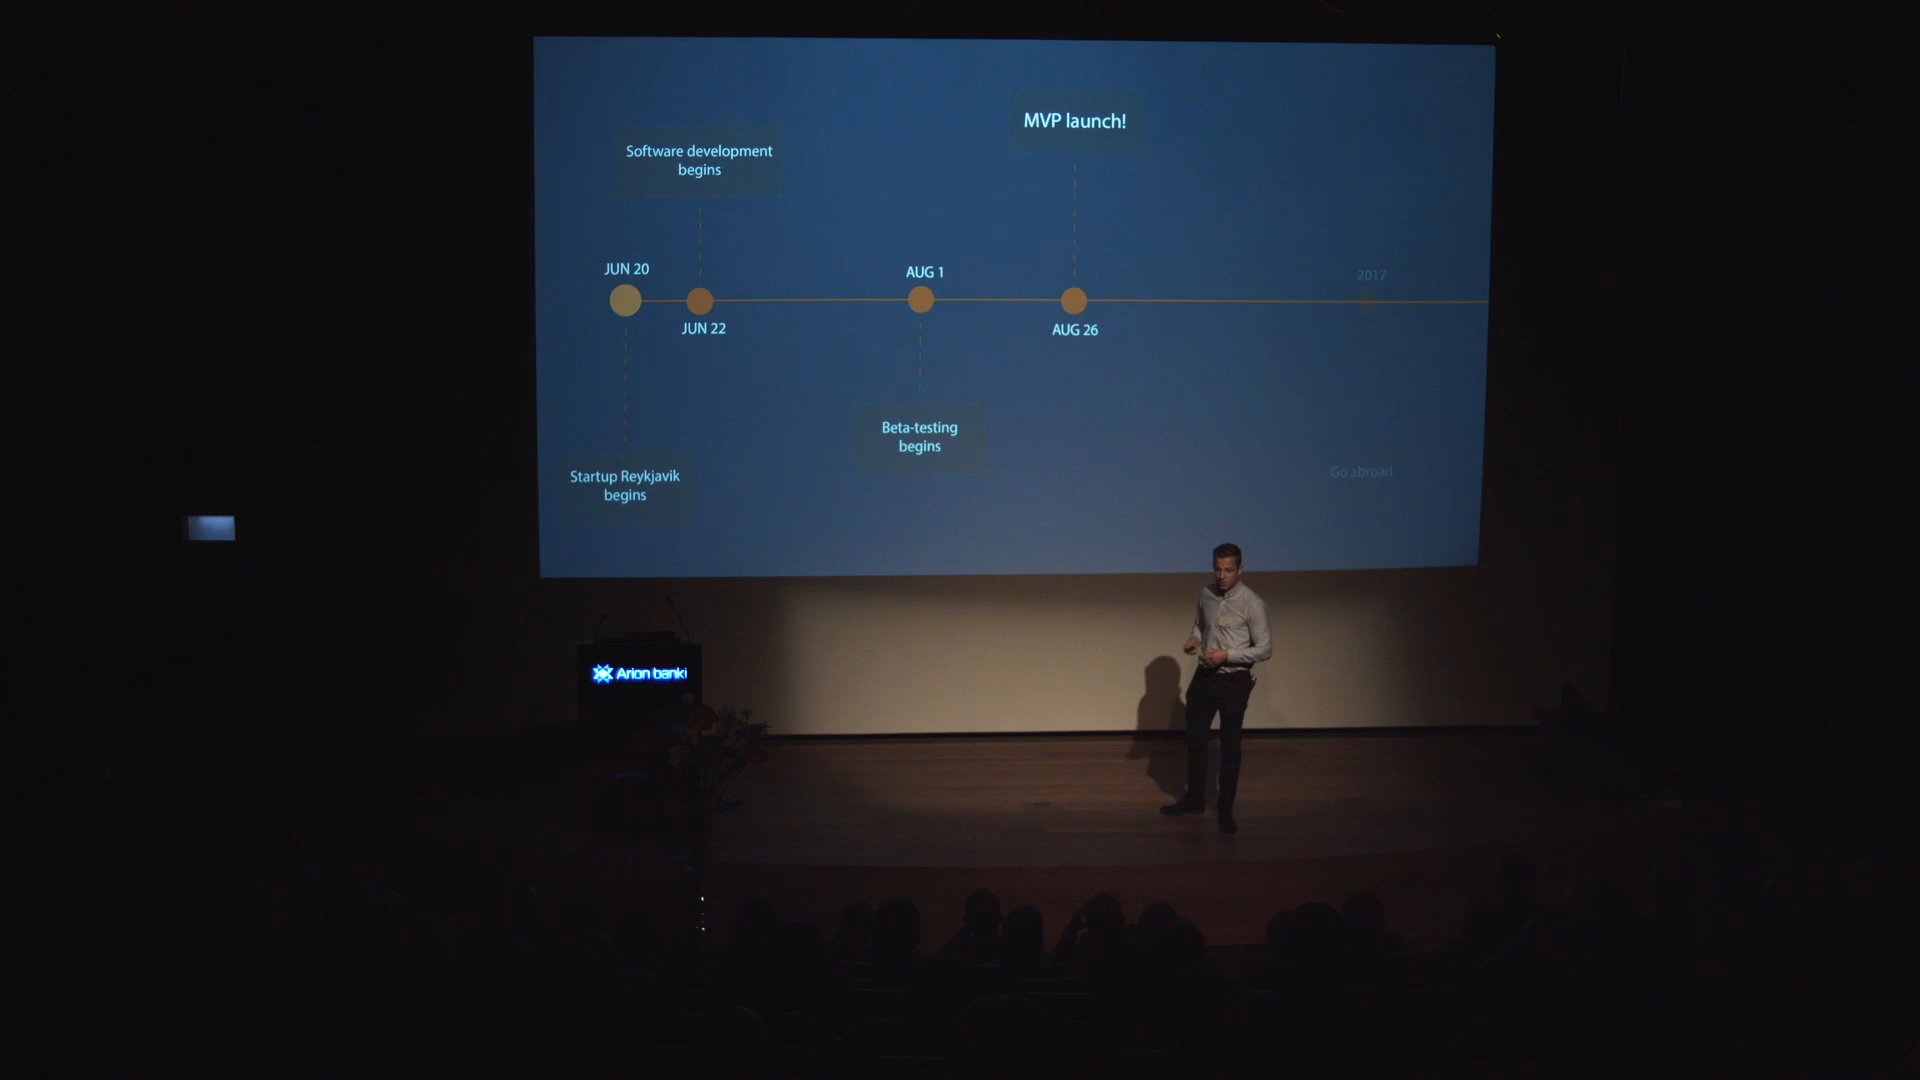 MVP launch!
Software development
begins
JUN 20
AUG 1
2017
JUN 22
AUG 26
Beta-testing
begins
Go abroad
Startup Reykjavik
begins
Arion banki